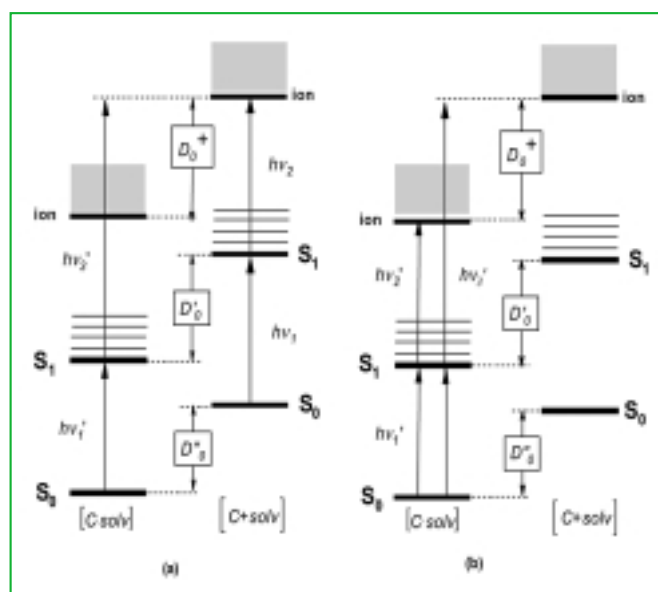 ion
D₀⁺
hν₂
ion
hν₂'
S₁
D'₀
S₁
hν₁
hν₁'
S₀
D"₀
S₀
[C·solv]
[C+solv]
(a)
ion
D₀⁺
ion
hν₂'
S₁
D'₀
S₁
S₀
hν₁'
D"₀
S₀
[C·solv]
[C+solv]
(b)